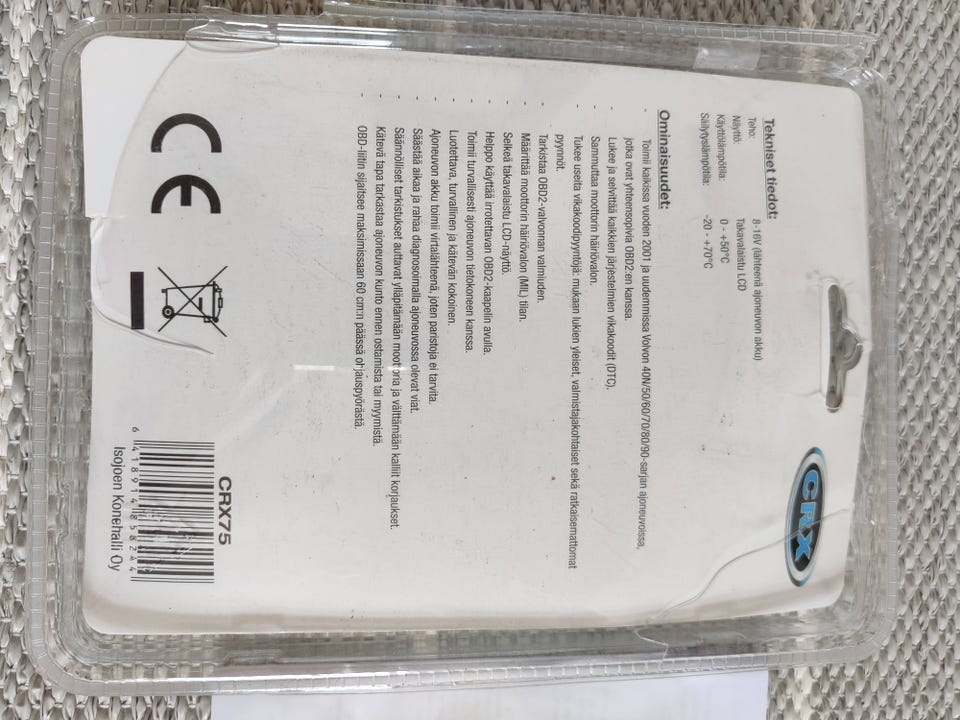 CRX
Tekniset tiedot:
Teho: 8-16V (lähteenä ajoneuvon akku)
Näyttö: Takavalaistu LCD
Käyttölämpötila: 0 - +50°C
Säilytyslämpötila: -20 - +70°C
Ominaisuudet:
- Toimii kaikissa vuoden 2001 ja uudemmissa Volvon 40N/50/60/70/80/90-sarjan ajoneuvoissa,
jotka ovat yhteensopivia OBD2:en kanssa.
- Lukee ja selvittää kaikkien järjestelmien vikakoodit (DTC).
- Sammuttaa moottorin häiriövalon.
- Tukee useita vikakoodipyyntöjä: mukaan lukien yleiset, valmistajakohtaiset sekä ratkaisemattomat
pyynnöt.
- Tarkistaa OBD2-valvonnan valmiuden.
- Määrittää moottorin häiriövalon (MIL) tilan.
- Selkeä takavalaistu LCD-näyttö.
- Helppo käyttää irrotettavan OBD2-kaapelin avulla.
- Toimii turvallisesti ajoneuvon tietokoneen kanssa.
- Luotettava, turvallinen ja kätevän kokoinen.
- Ajoneuvon akku toimii virtalähteenä, joten paristoja ei tarvita.
- Säästää aikaa ja rahaa diagnosoimalla ajoneuvossa olevat viat.
- Säännölliset tarkistukset auttavat ylläpitämään moottoria ja välttämään kalliit korjaukset.
- Kätevä tapa tarkastaa ajoneuvon kunto ennen ostamista tai myymistä.
- OBD-liitin sijaitsee maksimissaan 60 cm:n päässä ohjauspyörästä.
CE
CRX75
6 418914 858244
Isojoen Konehalli Oy